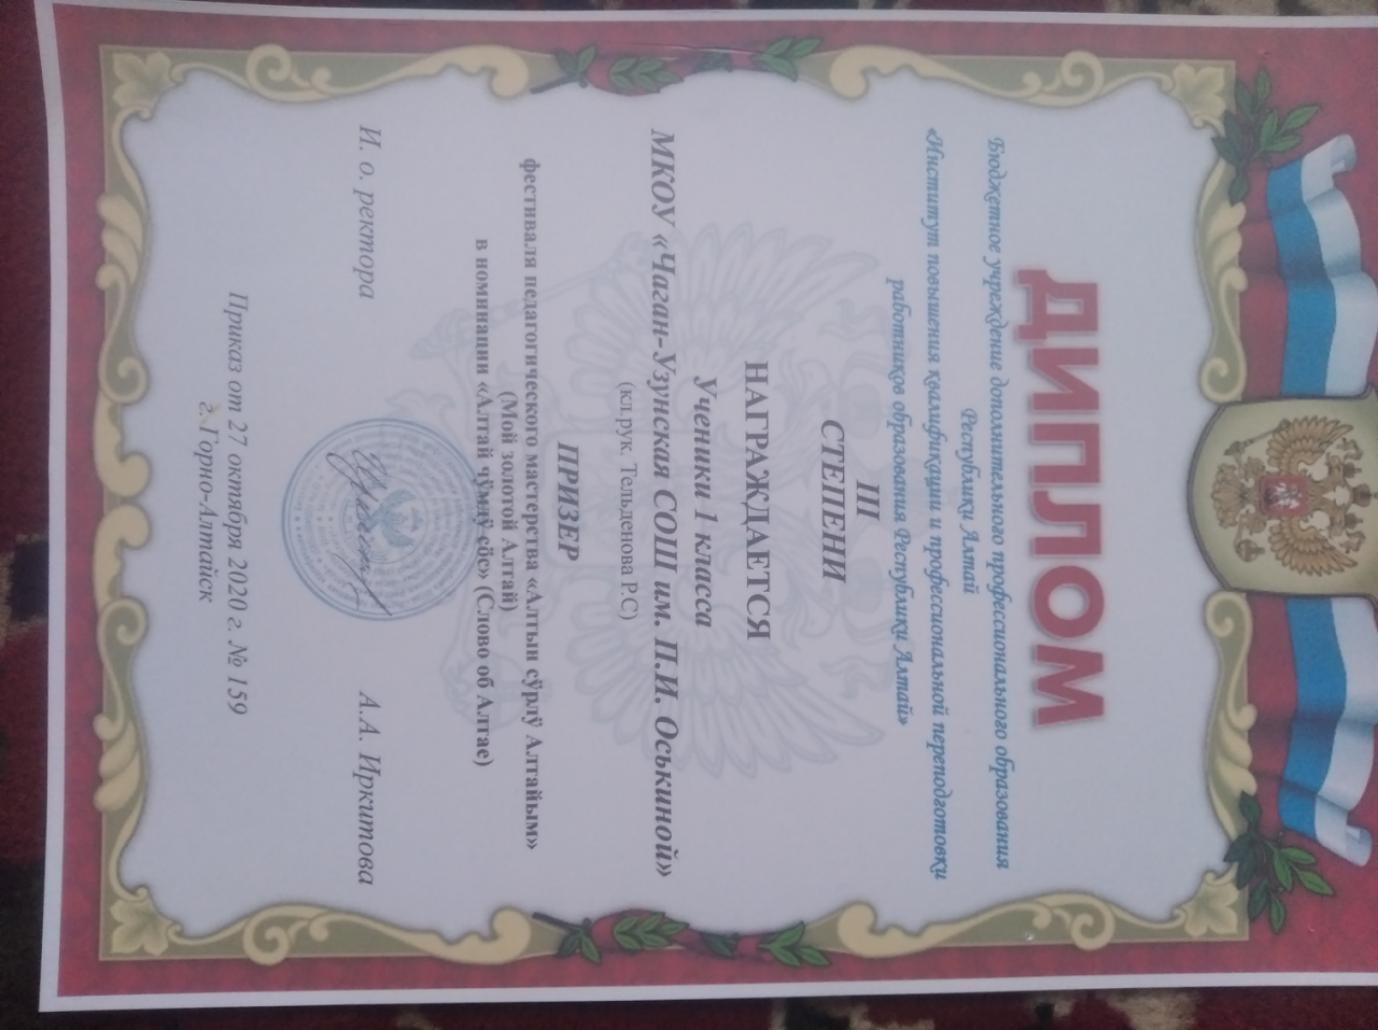 ДИПЛОМ
Бюджетное учреждение дополнительного профессионального образования
Республики Алтай
«Институт повышения квалификации и профессиональной переподготовки
работников образования Республики Алтай»
III
СТЕПЕНИ
НАГРАЖДАЕТСЯ
Ученики 1 класса
МКОУ «Чаган-Узунская СОШ им. П.И. Оськиной»
(кл.рук. Тельденова Р.С)
ПРИЗЕР
фестиваля педагогического мастерства «Алтын сӱрлӱ Алтайым»
(Мой золотой Алтай)
в номинации «Алтай чӱмдӱ сӧс» (Слово об Алтае)
И. о. ректора А.А. Иркитова
Приказ от 27 октября 2020 г. № 159
г. Горно-Алтайск